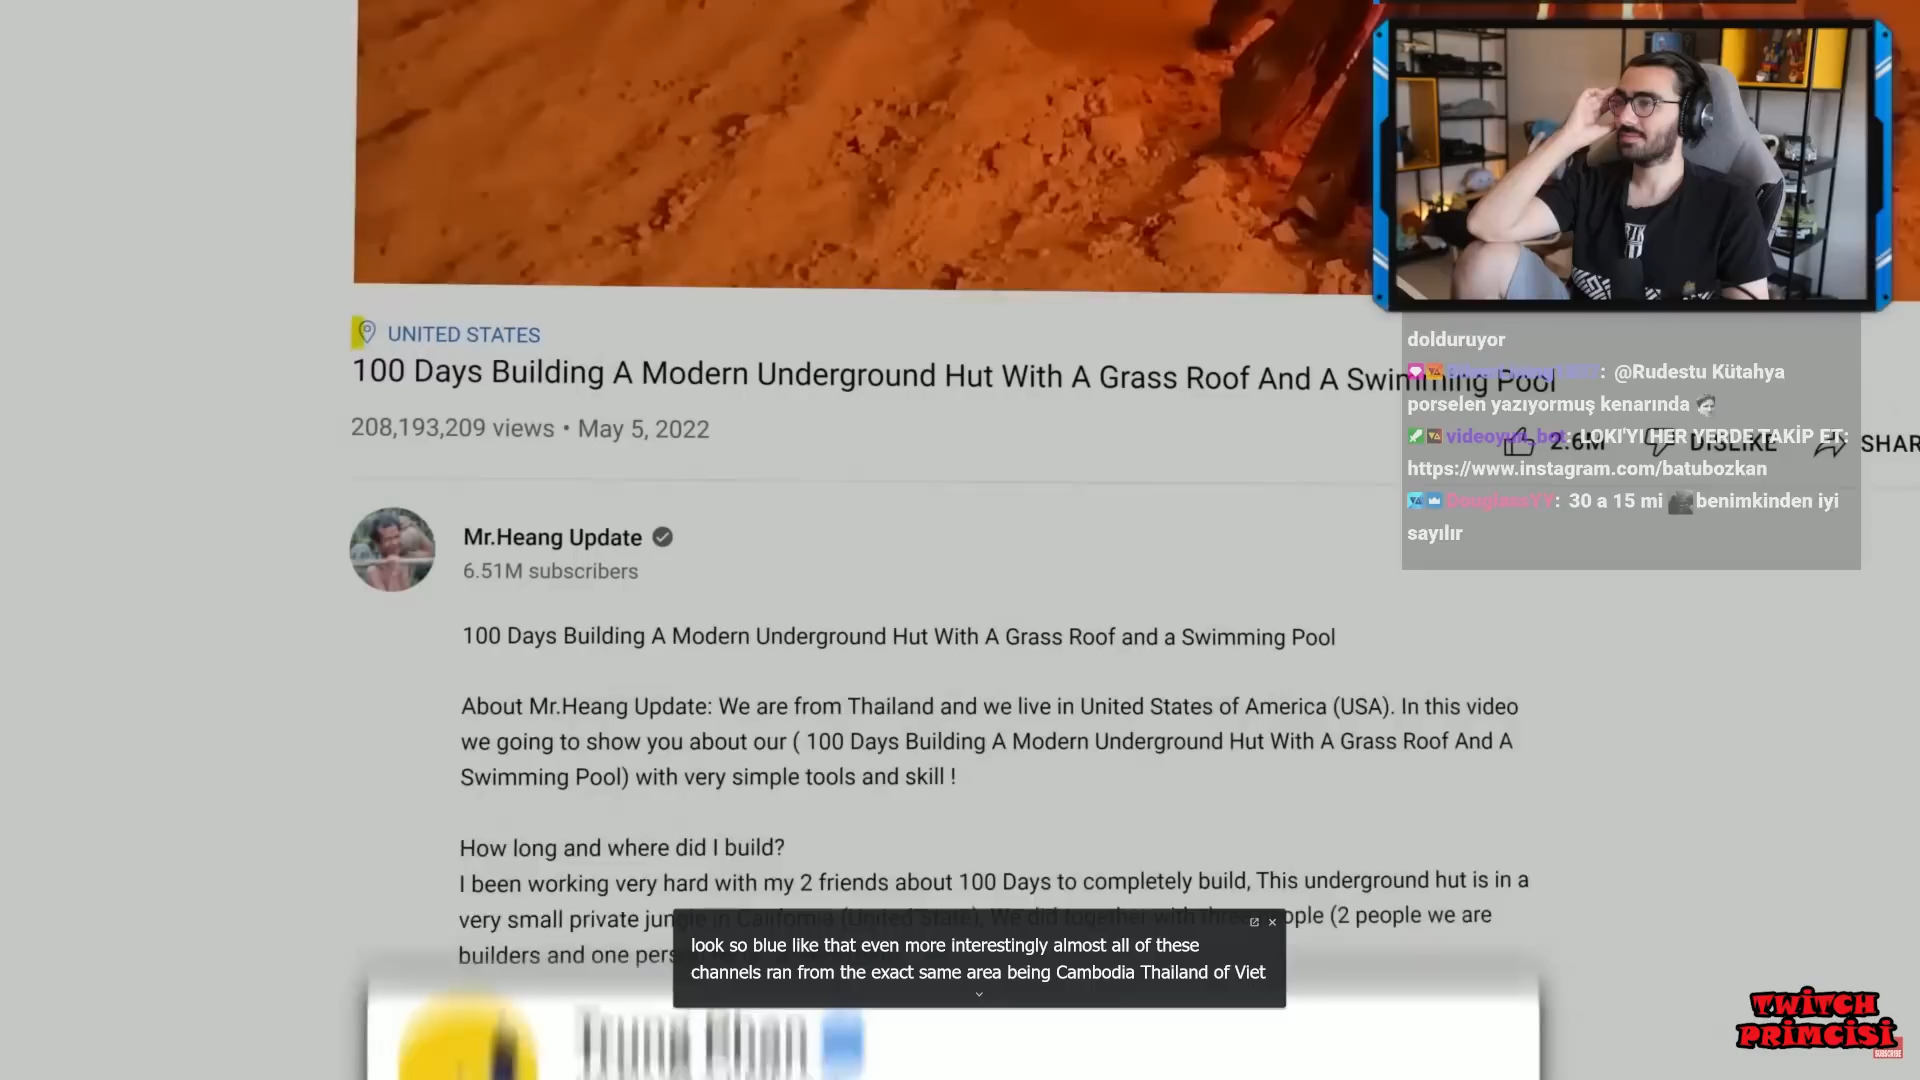 UNITED STATES
100 Days Building A Modern Underground Hut With A Grass Roof And A Swimming Pool
208,193,209 views • May 5, 2022
2.6M DISLIKE SHAR
Mr.Heang Update
6.51M subscribers
100 Days Building A Modern Underground Hut With A Grass Roof and a Swimming Pool
About Mr.Heang Update: We are from Thailand and we live in United States of America (USA). In this video
we going to show you about our ( 100 Days Building A Modern Underground Hut With A Grass Roof And A
Swimming Pool) with very simple tools and skill !
How long and where did I build?
I been working very hard with my 2 friends about 100 Days to completely build, This underground hut is in a
very small private jungle in California (United State), We did together with three people (2 people we are
builders and one
dolduruyor
: @Rudestu Kütahya
porselen yazıyormuş kenarında
videoyun_bot: LOKI'YI HER YERDE TAKİP ET:
https://www.instagram.com/batubozkan
DouglassYY: 30 a 15 mi benimkinden iyi
sayılır
look so blue like that even more interestingly almost all of these
channels ran from the exact same area being Cambodia Thailand of Viet
TWİTCH
PRİMCİSİ
SUBSCRIBE